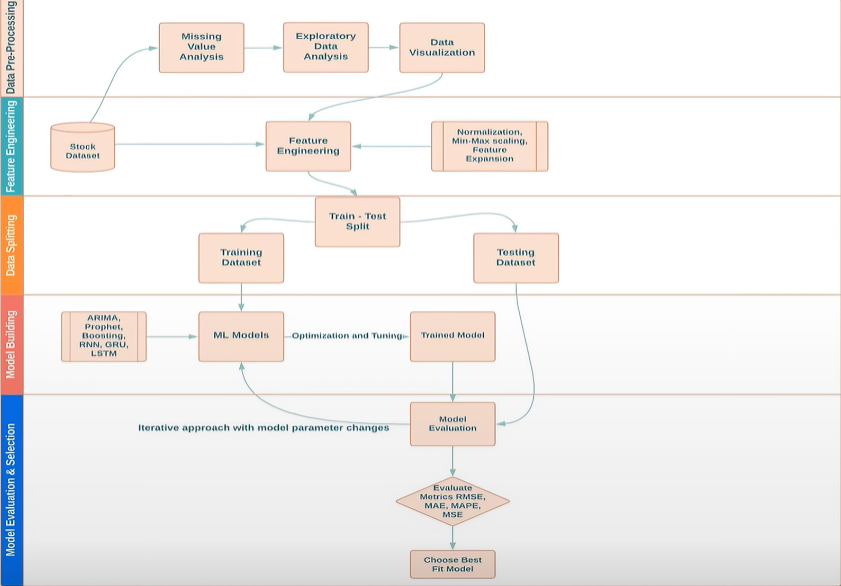 Data Pre-Processing
Missing
Value
Analysis
Exploratory
Data
Analysis
Data
Visualization
Feature Engineering
Stock
Dataset
Feature
Engineering
Normalization,
Min-Max scaling,
Feature
Expansion
Data Splitting
Train - Test
Split
Training
Dataset
Testing
Dataset
Model Building
ARIMA,
Prophet,
Boosting,
RNN, GRU,
LSTM
ML Models
Optimization and Tuning
Trained Model
Model Evaluation & Selection
Iterative approach with model parameter changes
Model
Evaluation
Evaluate
Metrics RMSE,
MAE, MAPE,
MSE
Choose Best
Fit Model